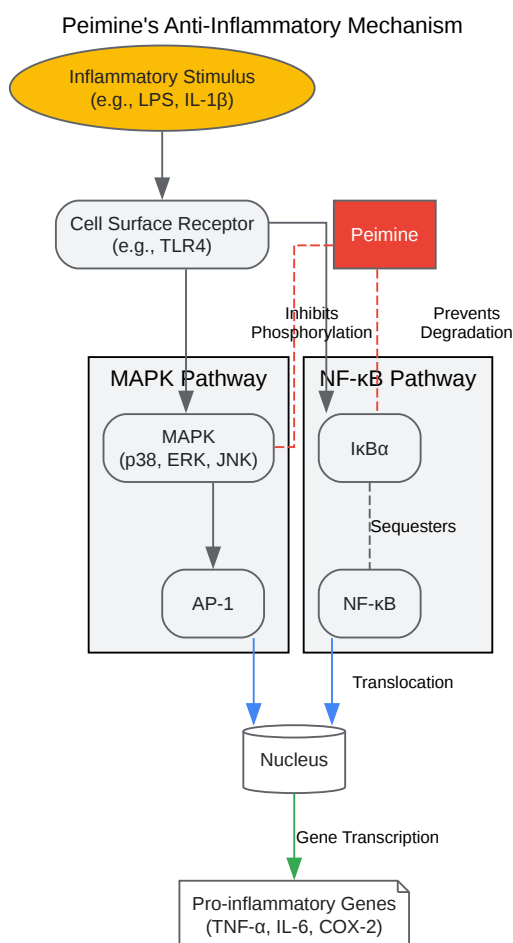 Peimine's Anti-Inflammatory Mechanism
Inflammatory Stimulus
(e.g., LPS, IL-1β)
Cell Surface Receptor
(e.g., TLR4)
Peimine
Inhibits
Phosphorylation
Prevents
Degradation
MAPK Pathway
NF-κB Pathway
MAPK
(p38, ERK, JNK)
IκBα
Sequesters
AP-1
NF-κB
Translocation
Nucleus
Gene Transcription
Pro-inflammatory Genes
(TNF-α, IL-6, COX-2)